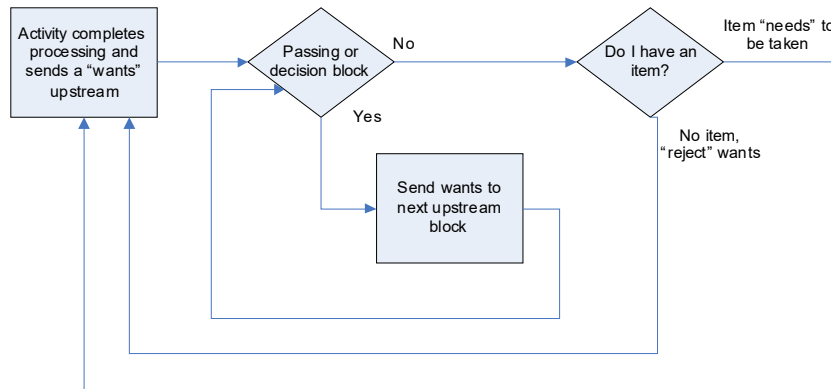 Activity completes
processing and
sends a “wants”
upstream
Passing or
decision block
No
Yes
Send wants to
next upstream
block
Do I have an
item?
Item “needs” to
be taken
No item,
“reject” wants